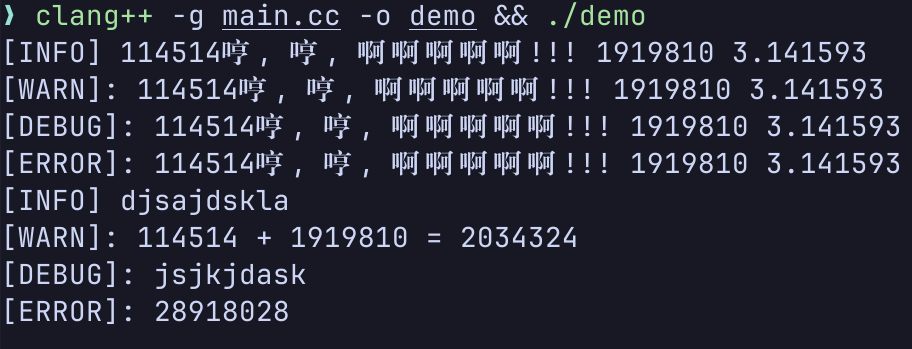 ❯ clang++ -g main.cc -o demo && ./demo
[INFO] 114514哼, 哼, 啊啊啊啊啊!!! 1919810 3.141593
[WARN]: 114514哼, 哼, 啊啊啊啊啊!!! 1919810 3.141593
[DEBUG]: 114514哼, 哼, 啊啊啊啊啊!!! 1919810 3.141593
[ERROR]: 114514哼, 哼, 啊啊啊啊啊!!! 1919810 3.141593
[INFO] djsajdskla
[WARN]: 114514 + 1919810 = 2034324
[DEBUG]: jsjkjdask
[ERROR]: 28918028